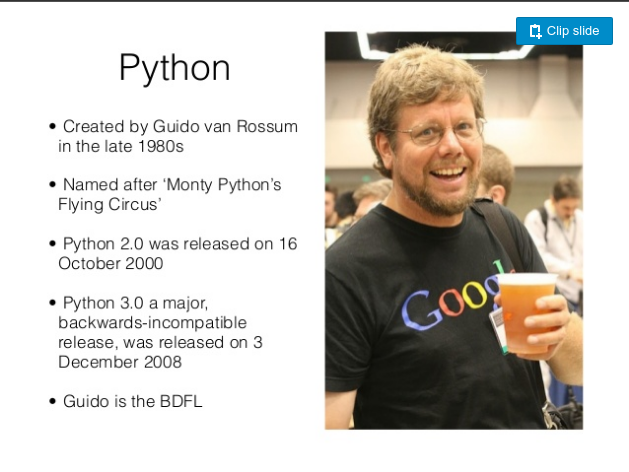 Clip slide
Python
• Created by Guido van Rossum
in the late 1980s
• Named after ‘Monty Python’s
Flying Circus’
• Python 2.0 was released on 16
October 2000
• Python 3.0 a major,
backwards-incompatible
release, was released on 3
December 2008
• Guido is the BDFL
Google